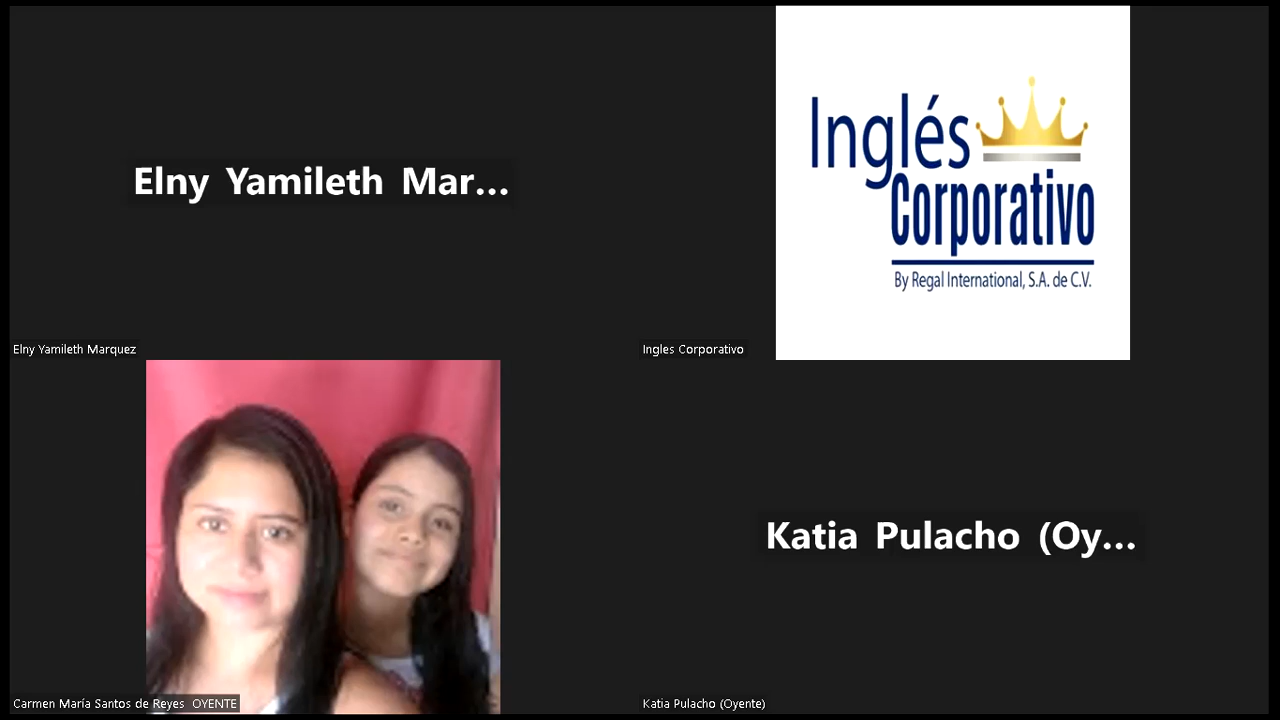 Elny Yamileth Mar...
Elny Yamileth Marquez
Inglés
Corporativo
By Regal International, S.A. de C.V.
Ingles Corporativo
Carmen María Santos de Reyes OYENTE
Katia Pulacho (Oy...
Katia Pulacho (Oyente)